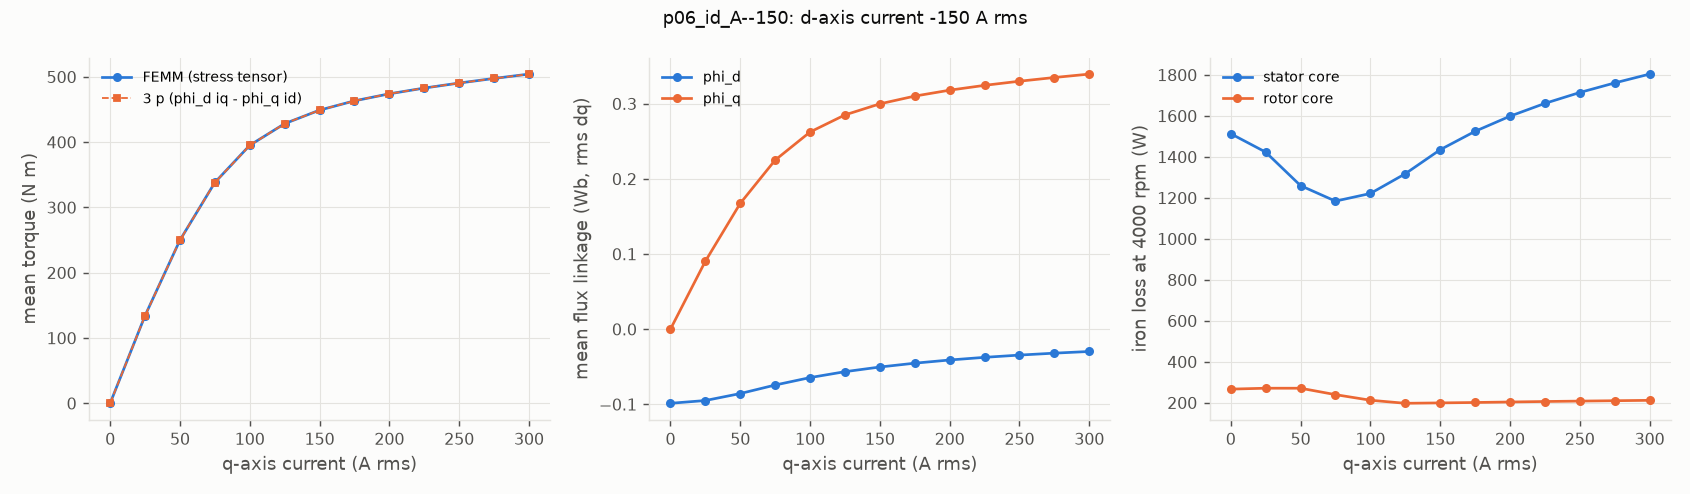 p06_id_A--150: d-axis current -150 A rms
mean torque (N m)
500
400
300
200
100
0
FEMM (stress tensor)
3 p (phi_d iq - phi_q id)
0 50 100 150 200 250 300
q-axis current (A rms)
mean flux linkage (Wb, rms dq)
0.3
0.2
0.1
0.0
−0.1
phi_d
phi_q
0 50 100 150 200 250 300
q-axis current (A rms)
iron loss at 4000 rpm (W)
1800
1600
1400
1200
1000
800
600
400
200
stator core
rotor core
0 50 100 150 200 250 300
q-axis current (A rms)